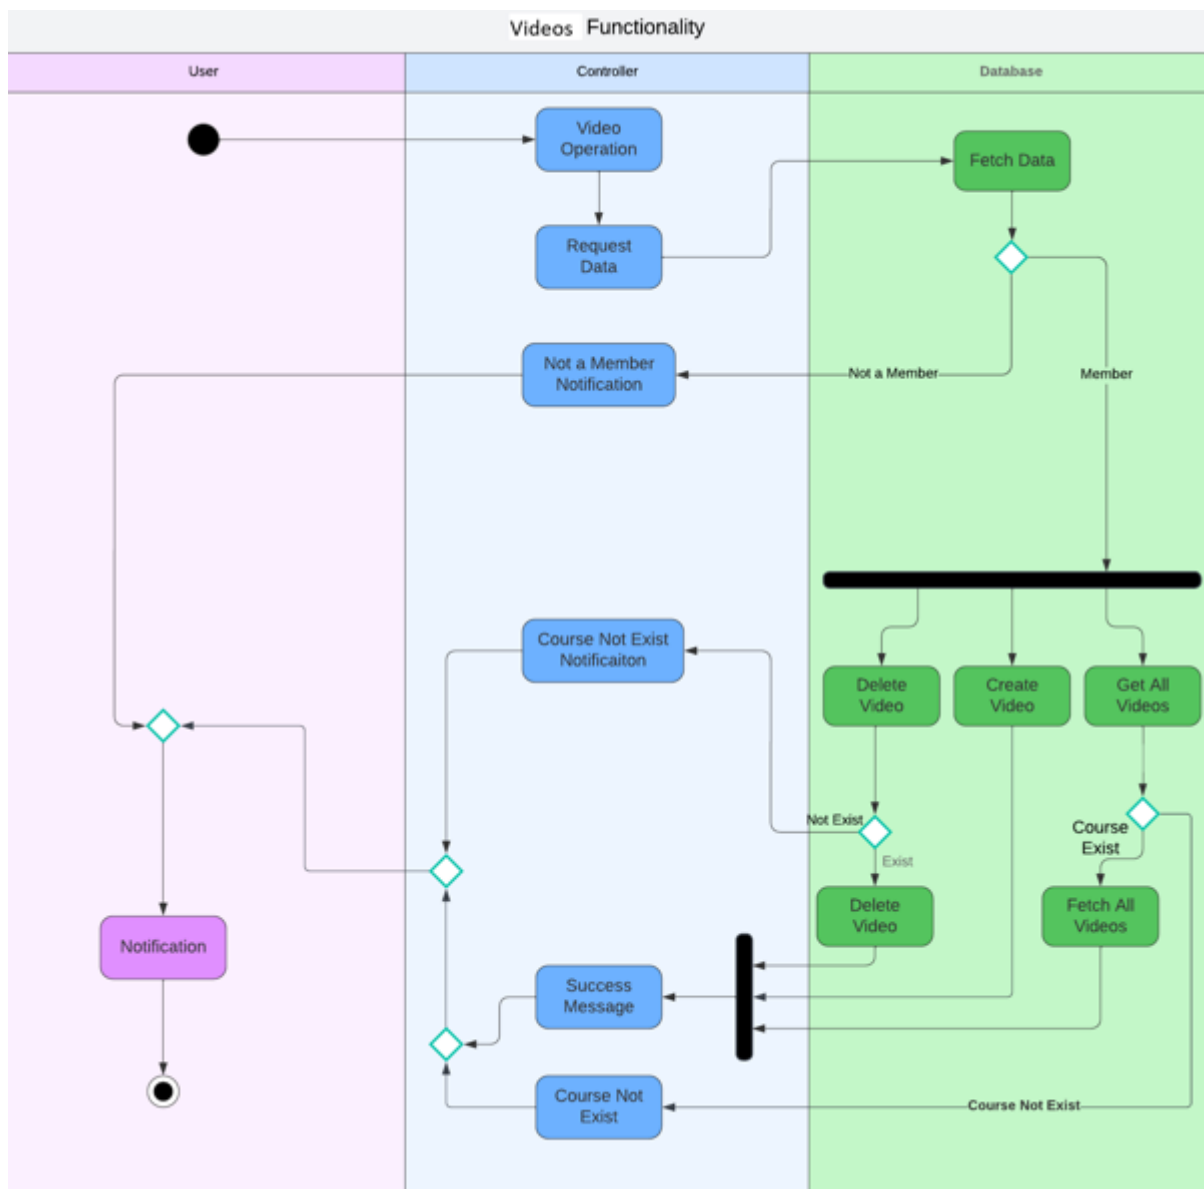 Videos Functionality
User
Controller
Database
Video
Operation
Fetch Data
Request
Data
Not a Member
Notification
Not a Member
Member
Course Not Exist
Notificaiton
Delete
Video
Create
Video
Get All
Videos
Not Exist
Course
Exist
Exist
Delete
Video
Fetch All
Videos
Notification
Success
Message
Course Not
Exist
Course Not Exist